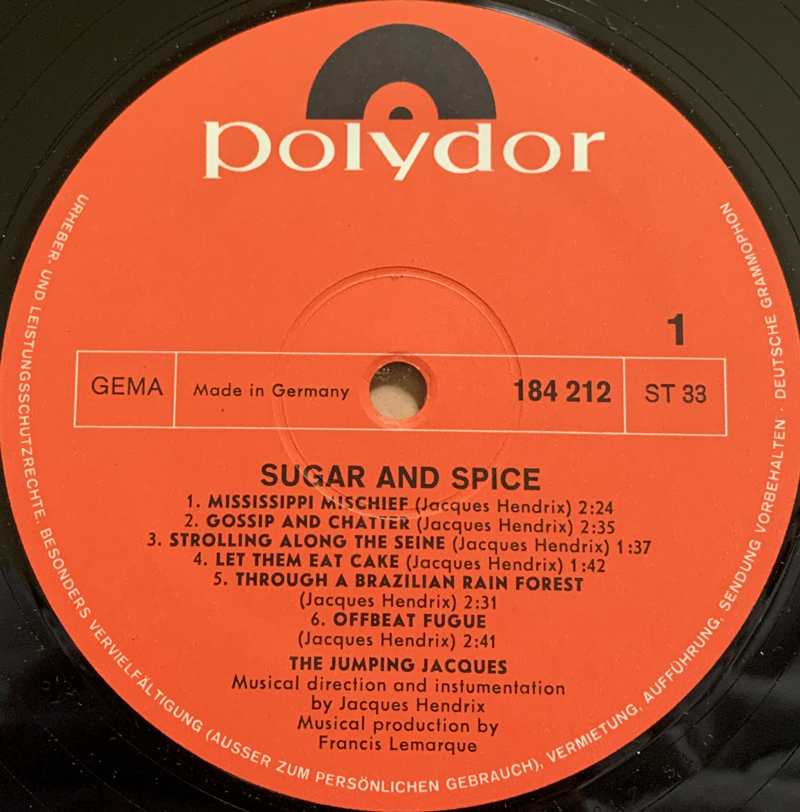 polydor
1
GEMA Made in Germany 184 212 ST 33
SUGAR AND SPICE
1. MISSISSIPPI MISCHIEF (Jacques Hendrix) 2:24
2. GOSSIP AND CHATTER (Jacques Hendrix) 2:35
3. STROLLING ALONG THE SEINE (Jacques Hendrix) 1:37
4. LET THEM EAT CAKE (Jacques Hendrix) 1:42
5. THROUGH A BRAZILIAN RAIN FOREST
(Jacques Hendrix) 2:31
6. OFFBEAT FUGUE
(Jacques Hendrix) 2:41
THE JUMPING JACQUES
Musical direction and instumentation
by Jacques Hendrix
Musical production by
Francis Lemarque
URHEBER- UND LEISTUNGSSCHUTZRECHTE, BESONDERS VERVIELFÄLTIGUNG (AUSSER ZUM PERSÖNLICHEN GEBRAUCH), VERMIETUNG, AUFFÜHRUNG, SENDUNG VORBEHALTEN · DEUTSCHE GRAMMOPHON